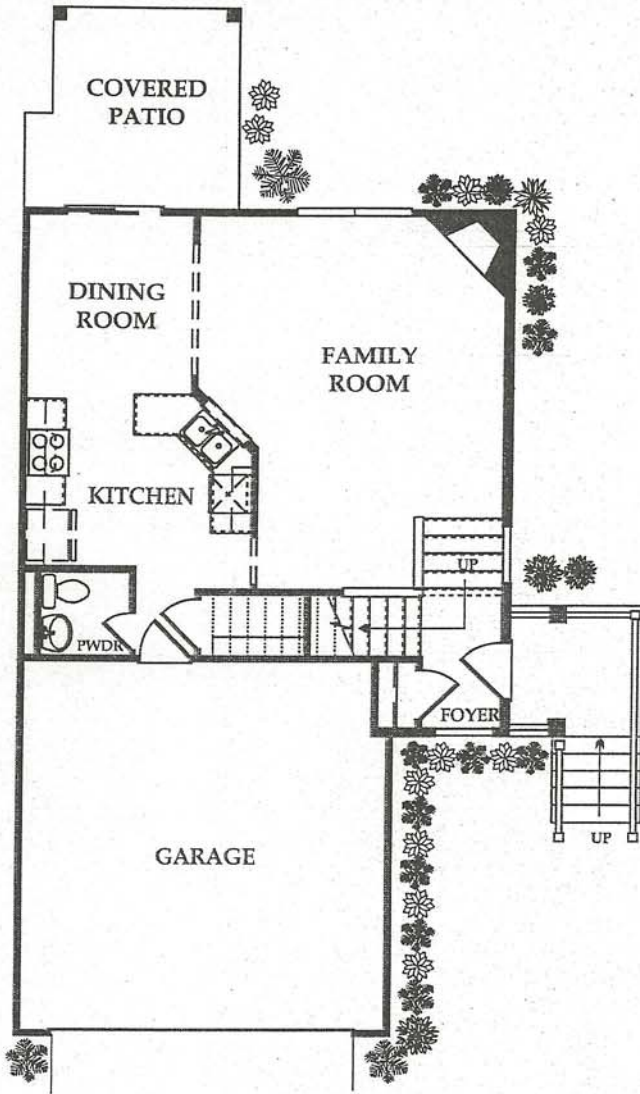 COVERED
PATIO
DINING
ROOM
FAMILY
ROOM
KITCHEN
UP
PWDR
FOYER
GARAGE
UP